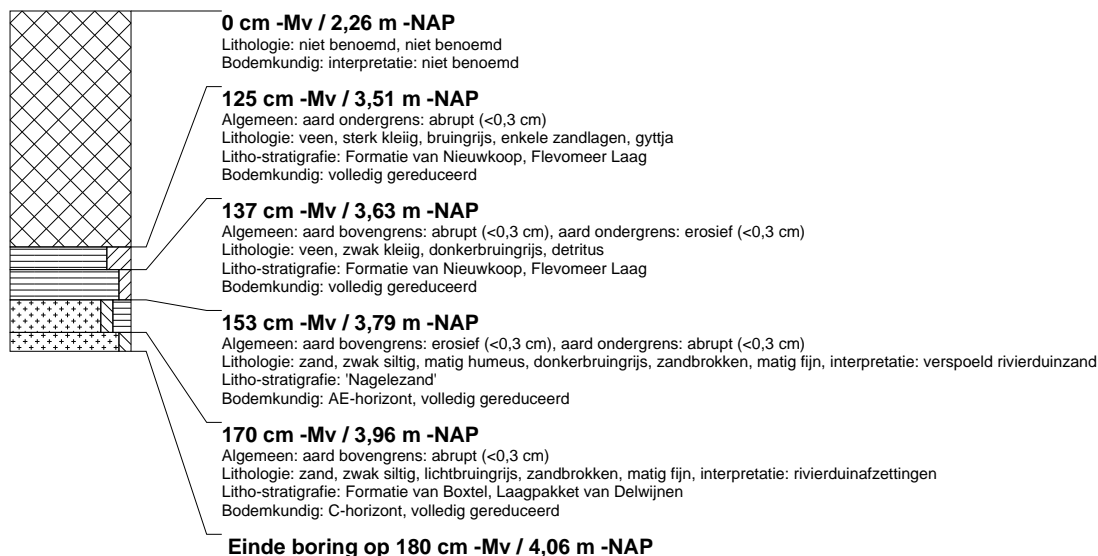 0 cm -Mv / 2,26 m -NAP
Lithologie: niet benoemd, niet benoemd
Bodemkundig: interpretatie: niet benoemd
125 cm -Mv / 3,51 m -NAP
Algemeen: aard ondergrens: abrupt (<0,3 cm)
Lithologie: veen, sterk kleiig, bruingrijs, enkele zandlagen, gyttja
Litho-stratigrafie: Formatie van Nieuwkoop, Flevomeer Laag
Bodemkundig: volledig gereduceerd
137 cm -Mv / 3,63 m -NAP
Algemeen: aard bovengrens: abrupt (<0,3 cm), aard ondergrens: erosief (<0,3 cm)
Lithologie: veen, zwak kleiig, donkerbruingrijs, detritus
Litho-stratigrafie: Formatie van Nieuwkoop, Flevomeer Laag
Bodemkundig: volledig gereduceerd
153 cm -Mv / 3,79 m -NAP
Algemeen: aard bovengrens: erosief (<0,3 cm), aard ondergrens: abrupt (<0,3 cm)
Lithologie: zand, zwak siltig, matig humeus, donkerbruingrijs, zandbrokken, matig fijn, interpretatie: verspoeld rivierduinzand
Litho-stratigrafie: 'Nagelezand'
Bodemkundig: AE-horizont, volledig gereduceerd
170 cm -Mv / 3,96 m -NAP
Algemeen: aard bovengrens: abrupt (<0,3 cm)
Lithologie: zand, zwak siltig, lichtbruingrijs, zandbrokken, matig fijn, interpretatie: rivierduinafzettingen
Litho-stratigrafie: Formatie van Boxtel, Laagpakket van Delwijnen
Bodemkundig: C-horizont, volledig gereduceerd
Einde boring op 180 cm -Mv / 4,06 m -NAP